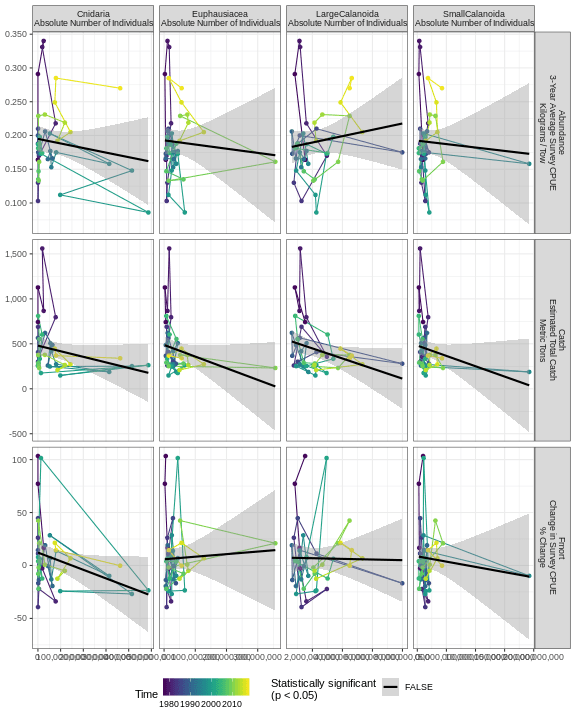 Cnidaria
Absolute Number of Individuals
Euphausiacea
Absolute Number of Individuals
LargeCalanoida
Absolute Number of Individuals
SmallCalanoida
Absolute Number of Individuals
0.350
0.300
0.250
0.200
0.150
0.100
Abundance
3-Year Average Survey CPUE
Kilograms / Tow
1,500
1,000
500
0
-500
Catch
Estimated Total Catch
Metric Tons
100
50
0
-50
Fmort
Change in Survey CPUE
% Change
Time
1980 1990 2000 2010
Statistically significant
(p < 0.05)
FALSE